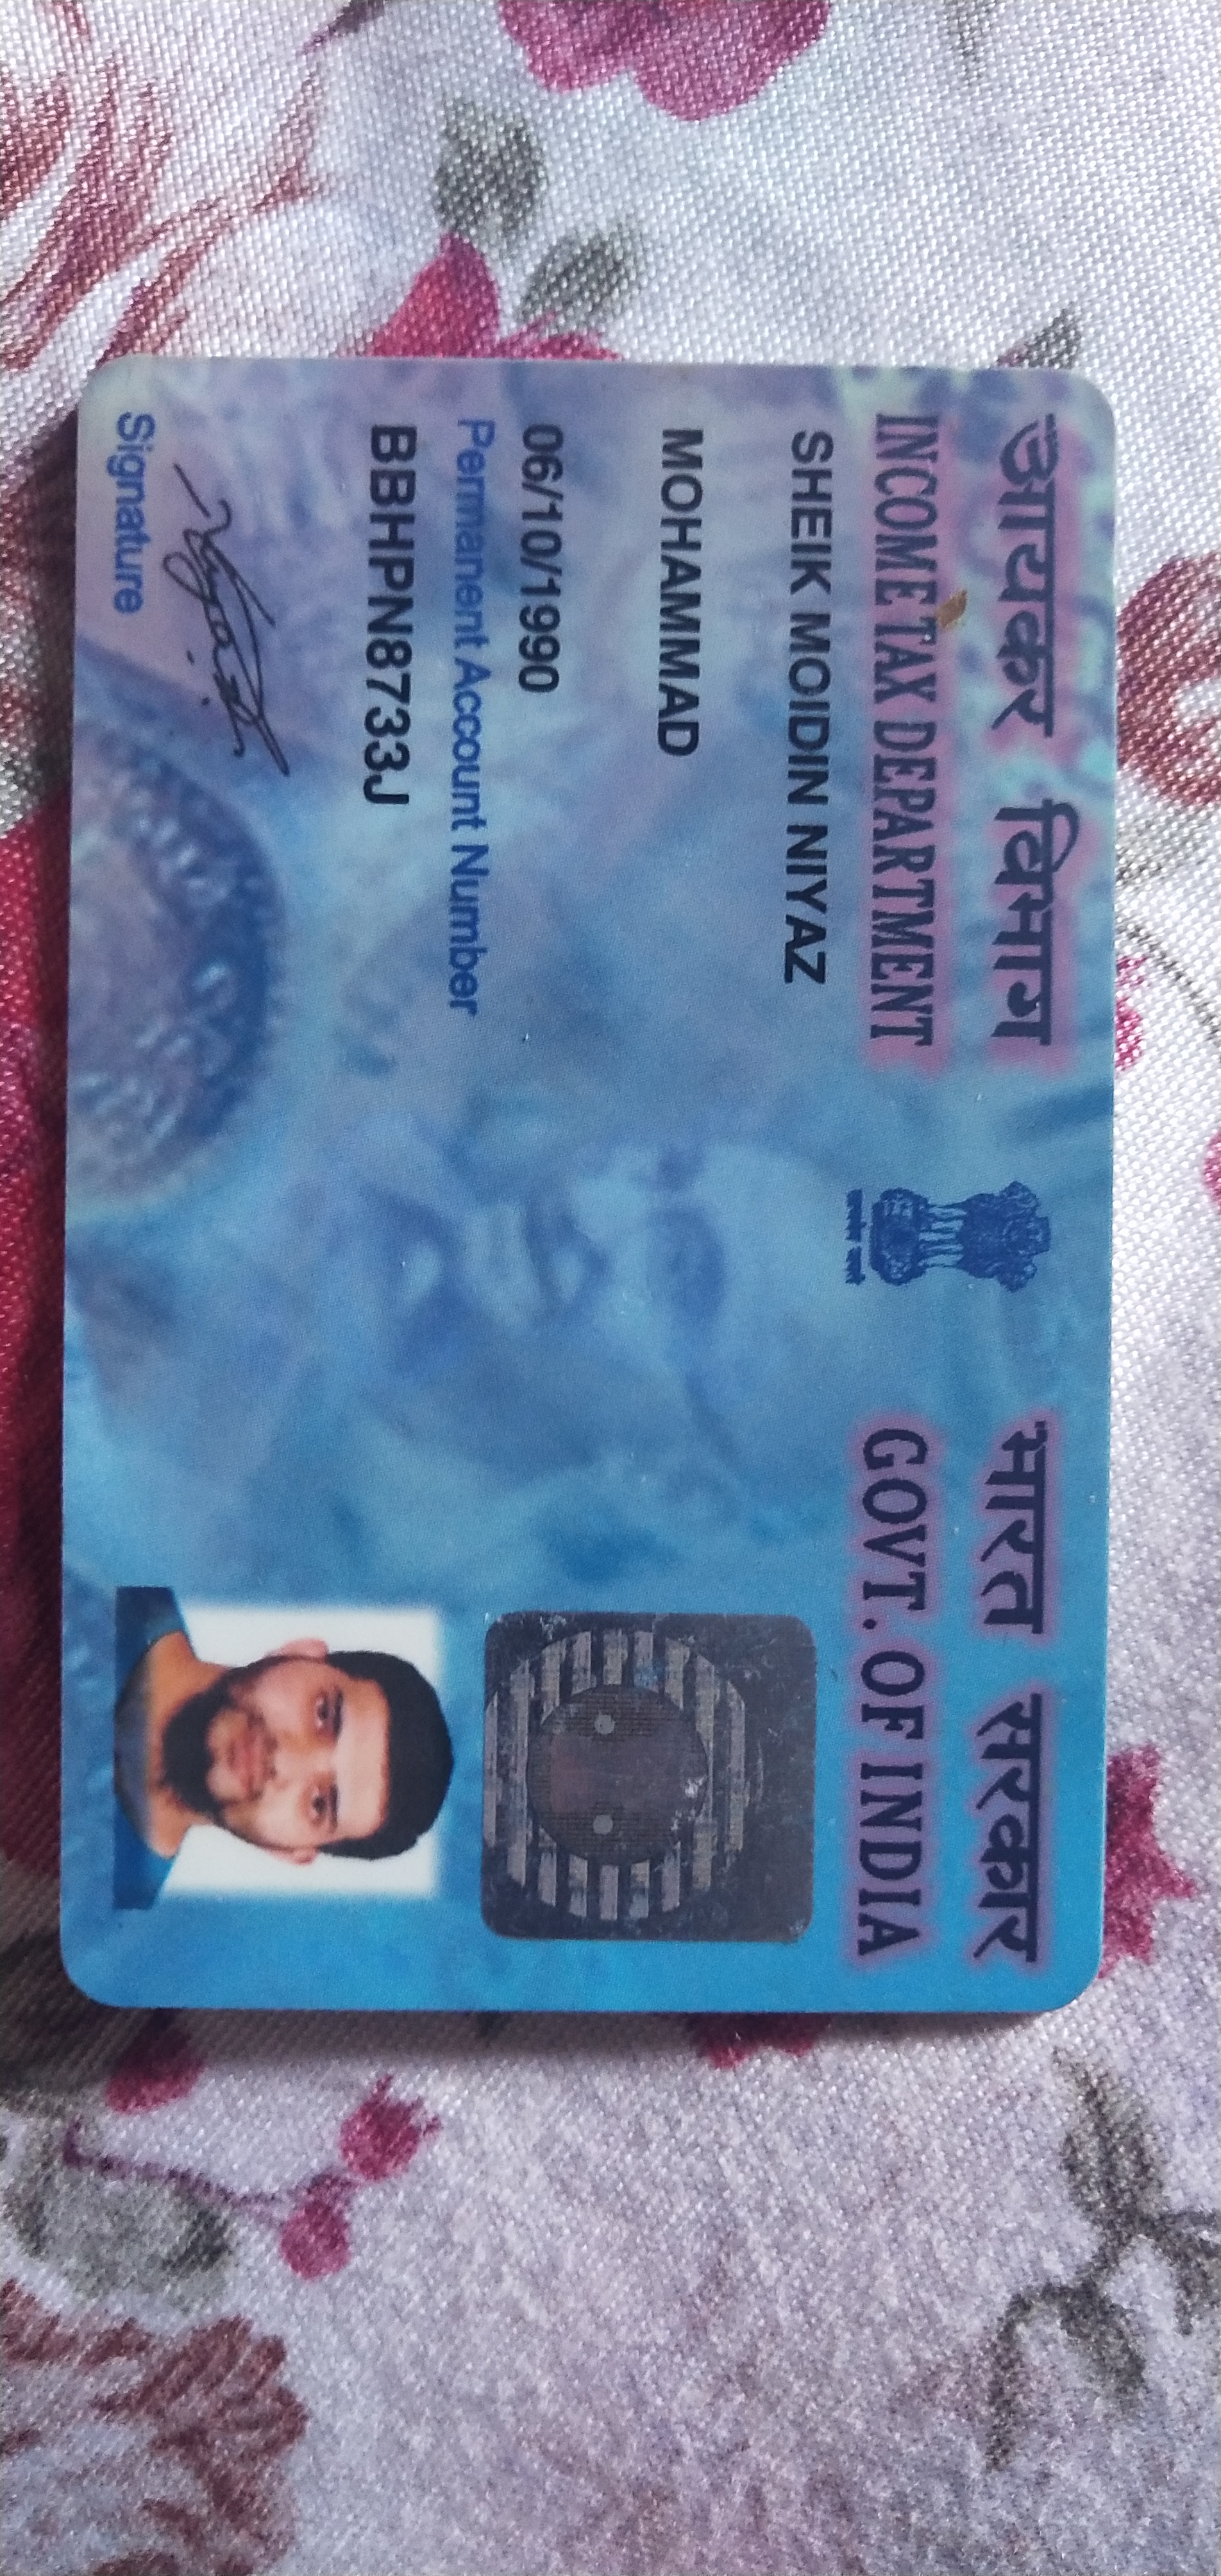 आयकर विभाग
INCOME TAX DEPARTMENT
भारत सरकार
GOVT. OF INDIA
SHEIK MOIDIN NIYAZ
MOHAMMAD
06/10/1990
Permanent Account Number
BBHPN8733J
Signature